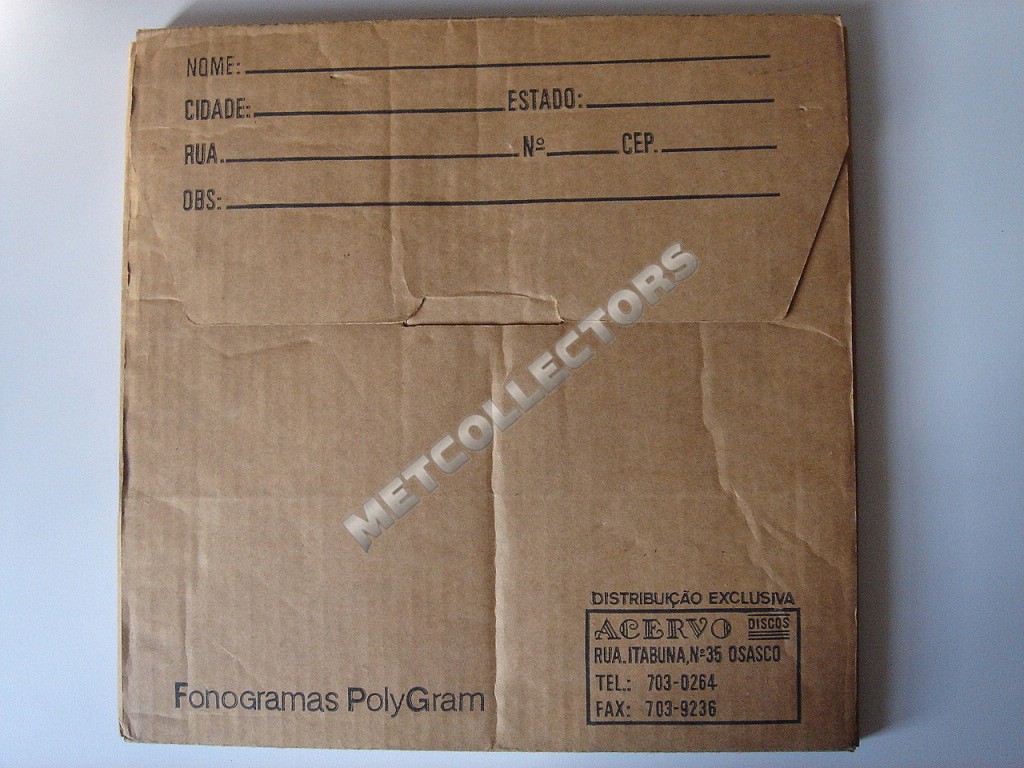 NOME:
CIDADE: ESTADO:
RUA. Nº CEP.
OBS:
METCOLLECTORS
DISTRIBUIÇÃO EXCLUSIVA
ACERVO DISCOS
RUA.ITABUNA,Nº35 OSASCO
TEL.: 703-0264
FAX: 703-9236
Fonogramas PolyGram